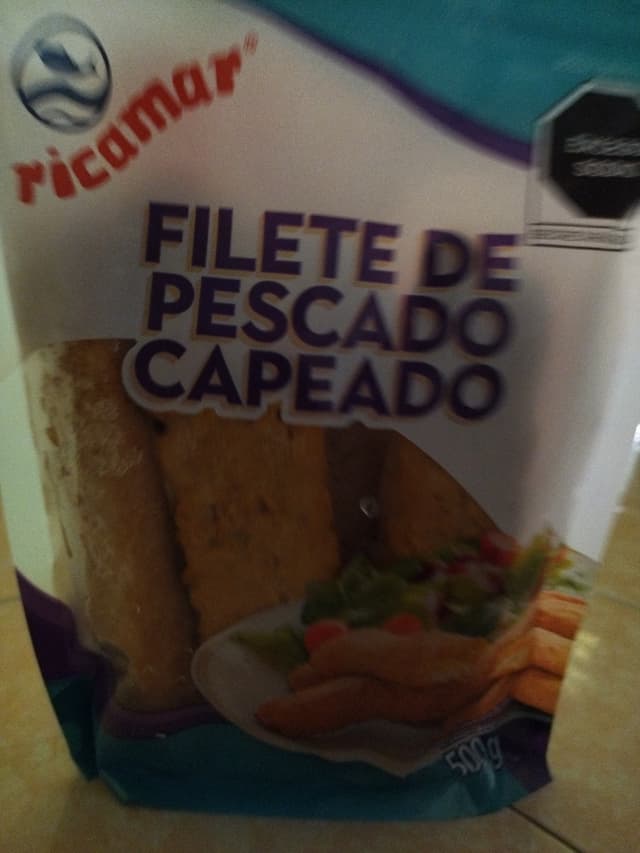 ricamar®
FILETE DE
PESCADO
CAPEADO
500g